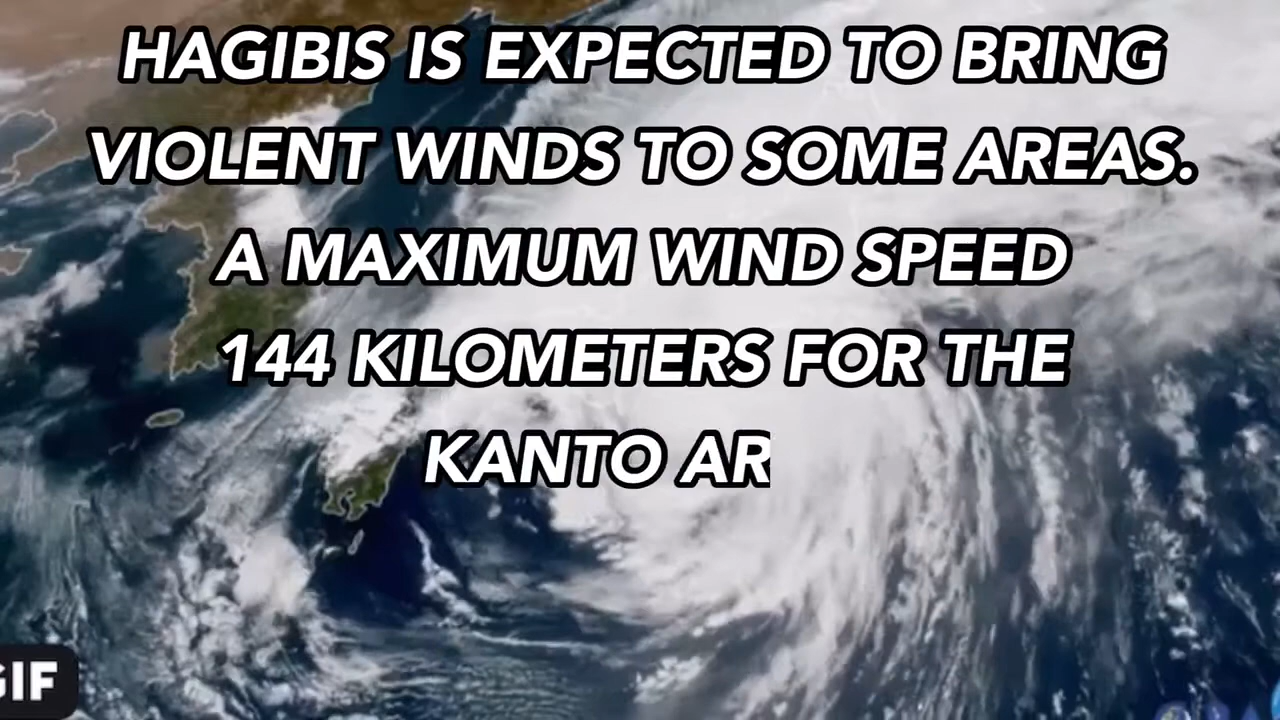 HAGIBIS IS EXPECTED TO BRING
VIOLENT WINDS TO SOME AREAS.
A MAXIMUM WIND SPEED
144 KILOMETERS FOR THE
KANTO AR
GIF